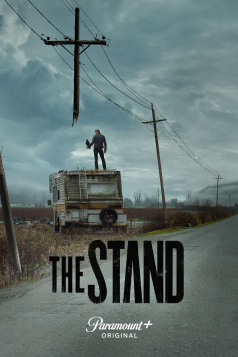 THE STAND
Paramount+
ORIGINAL